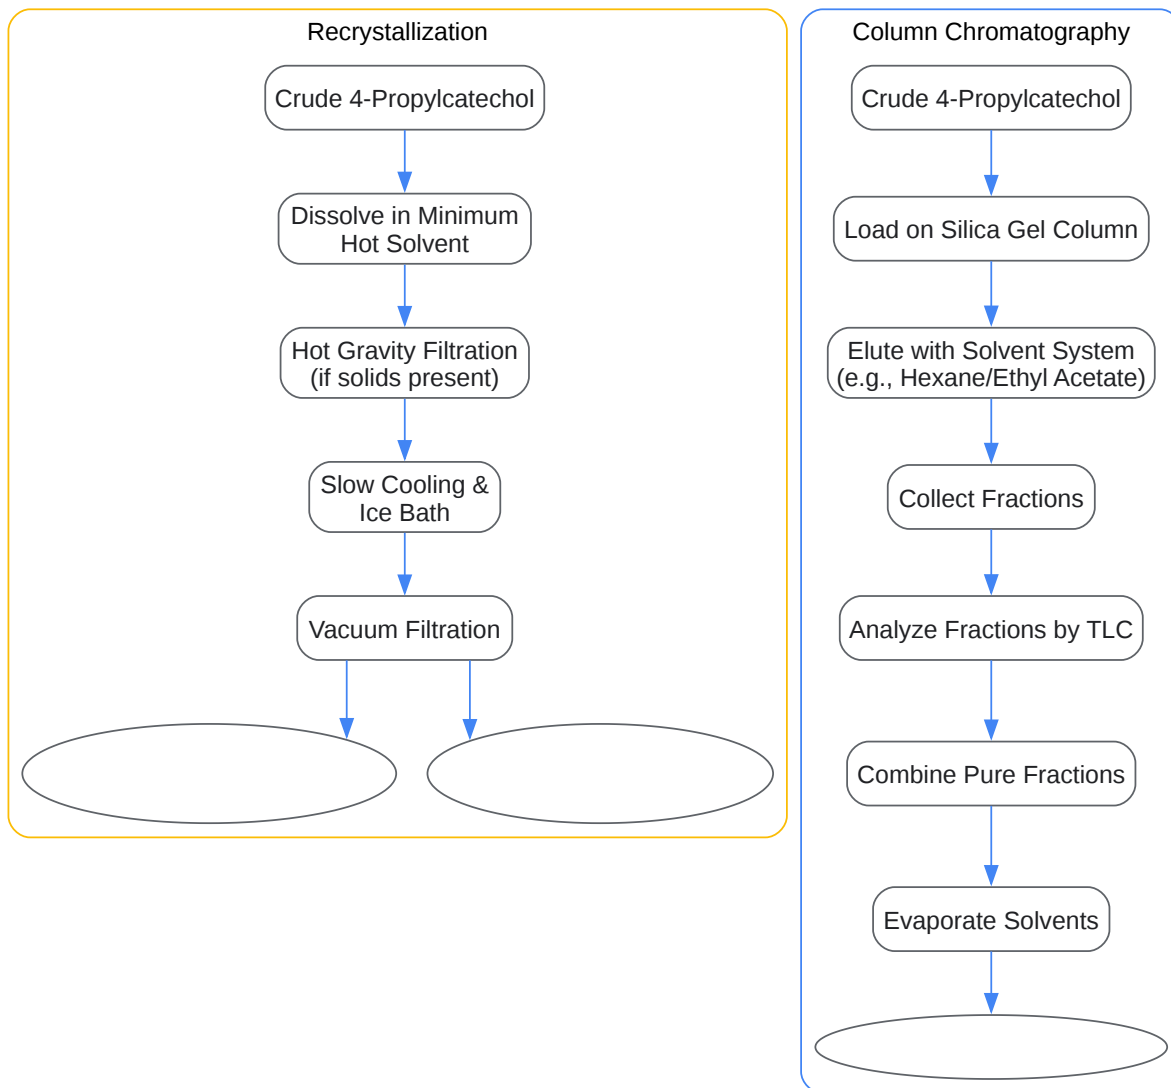 Recrystallization
Crude 4-Propylcatechol
Dissolve in Minimum
Hot Solvent
Hot Gravity Filtration
(if solids present)
Slow Cooling &
Ice Bath
Vacuum Filtration
Column Chromatography
Crude 4-Propylcatechol
Load on Silica Gel Column
Elute with Solvent System
(e.g., Hexane/Ethyl Acetate)
Collect Fractions
Analyze Fractions by TLC
Combine Pure Fractions
Evaporate Solvents